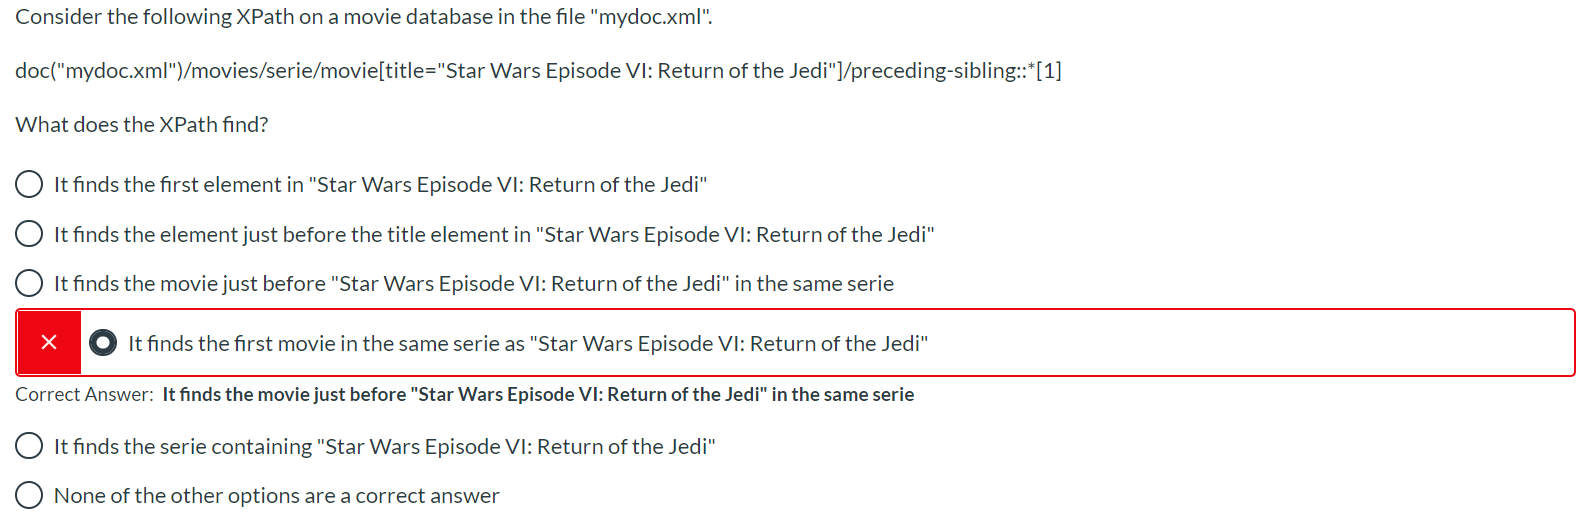 Consider the following XPath on a movie database in the file "mydoc.xml".
doc("mydoc.xml")/movies/serie/movie[title="Star Wars Episode VI: Return of the Jedi"]/preceding-sibling::*[1]
What does the XPath find?
It finds the first element in "Star Wars Episode VI: Return of the Jedi"
It finds the element just before the title element in "Star Wars Episode VI: Return of the Jedi"
It finds the movie just before "Star Wars Episode VI: Return of the Jedi" in the same serie
It finds the first movie in the same serie as "Star Wars Episode VI: Return of the Jedi"
Correct Answer: It finds the movie just before "Star Wars Episode VI: Return of the Jedi" in the same serie
It finds the serie containing "Star Wars Episode VI: Return of the Jedi"
None of the other options are a correct answer